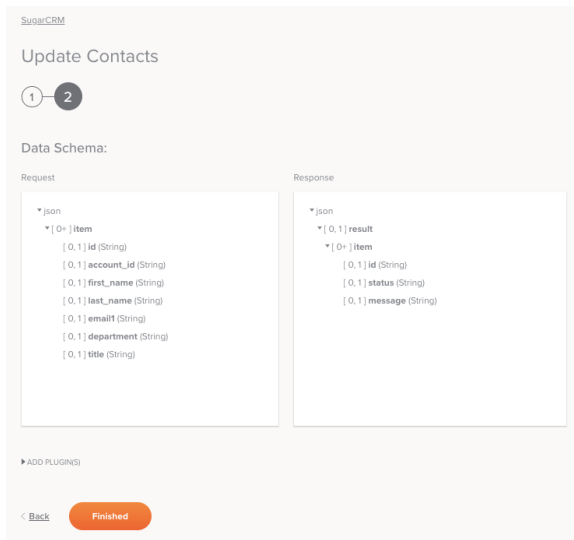 SugarCRM
Update Contacts
1 2
Data Schema:
Request
json
[ 0+ ] item
[ 0, 1 ] id (String)
[ 0, 1 ] account_id (String)
[ 0, 1 ] first_name (String)
[ 0, 1 ] last_name (String)
[ 0, 1 ] email1 (String)
[ 0, 1 ] department (String)
[ 0, 1 ] title (String)
Response
json
[ 0, 1 ] result
[ 0+ ] item
[ 0, 1 ] id (String)
[ 0, 1 ] status (String)
[ 0, 1 ] message (String)
ADD PLUGIN(S)
< Back
Finished